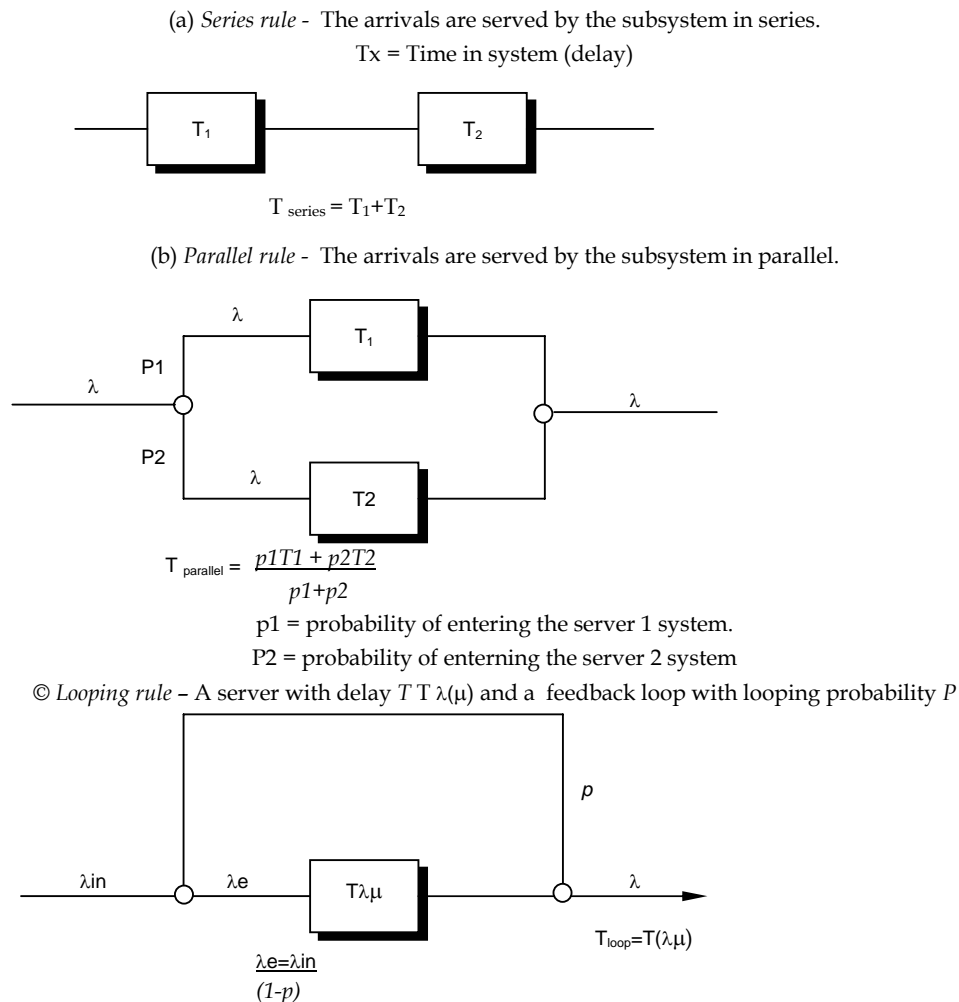 (a) Series rule - The arrivals are served by the subsystem in series.
Tx = Time in system (delay)
T₁
T₂
T series = T₁+T₂
(b) Parallel rule - The arrivals are served by the subsystem in parallel.
λ
T₁
P1
λ
λ
P2
λ
T2
T parallel = p1T1 + p2T2
p1+p2
p1 = probability of entering the server 1 system.
P2 = probability of enterning the server 2 system
© Looping rule – A server with delay T T λ(μ) and a feedback loop with looping probability P
p
λin
λe
Tλμ
λ
Tloop=T(λμ)
λe=λin
(1-p)